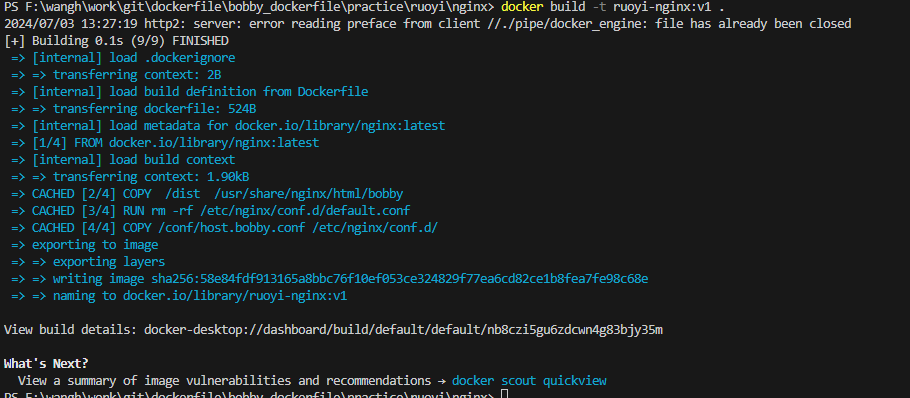 PS F:\wangh\work\git\dockerfile\bobby_dockerfile\practice\ruoyi\nginx> docker build -t ruoyi-nginx:v1 .
2024/07/03 13:27:19 http2: server: error reading preface from client //./pipe/docker_engine: file has already been closed
[+] Building 0.1s (9/9) FINISHED
=> [internal] load .dockerignore
=> => transferring context: 2B
=> [internal] load build definition from Dockerfile
=> => transferring dockerfile: 524B
=> [internal] load metadata for docker.io/library/nginx:latest
=> [1/4] FROM docker.io/library/nginx:latest
=> [internal] load build context
=> => transferring context: 1.90kB
=> CACHED [2/4] COPY  /dist  /usr/share/nginx/html/bobby
=> CACHED [3/4] RUN rm -rf /etc/nginx/conf.d/default.conf
=> CACHED [4/4] COPY /conf/host.bobby.conf /etc/nginx/conf.d/
=> exporting to image
=> => exporting layers
=> => writing image sha256:58e84fdf913165a8bbc76f10ef053ce324829f77ea6cd82ce1b8fea7fe98c68e
=> => naming to docker.io/library/ruoyi-nginx:v1
View build details: docker-desktop://dashboard/build/default/default/nb8czi5gu6zdcwn4g83bjy35m
What's Next?
View a summary of image vulnerabilities and recommendations → docker scout quickview
PS F:\wangh\work\git\dockerfile\bobby_dockerfile\practice\ruoyi\nginx>